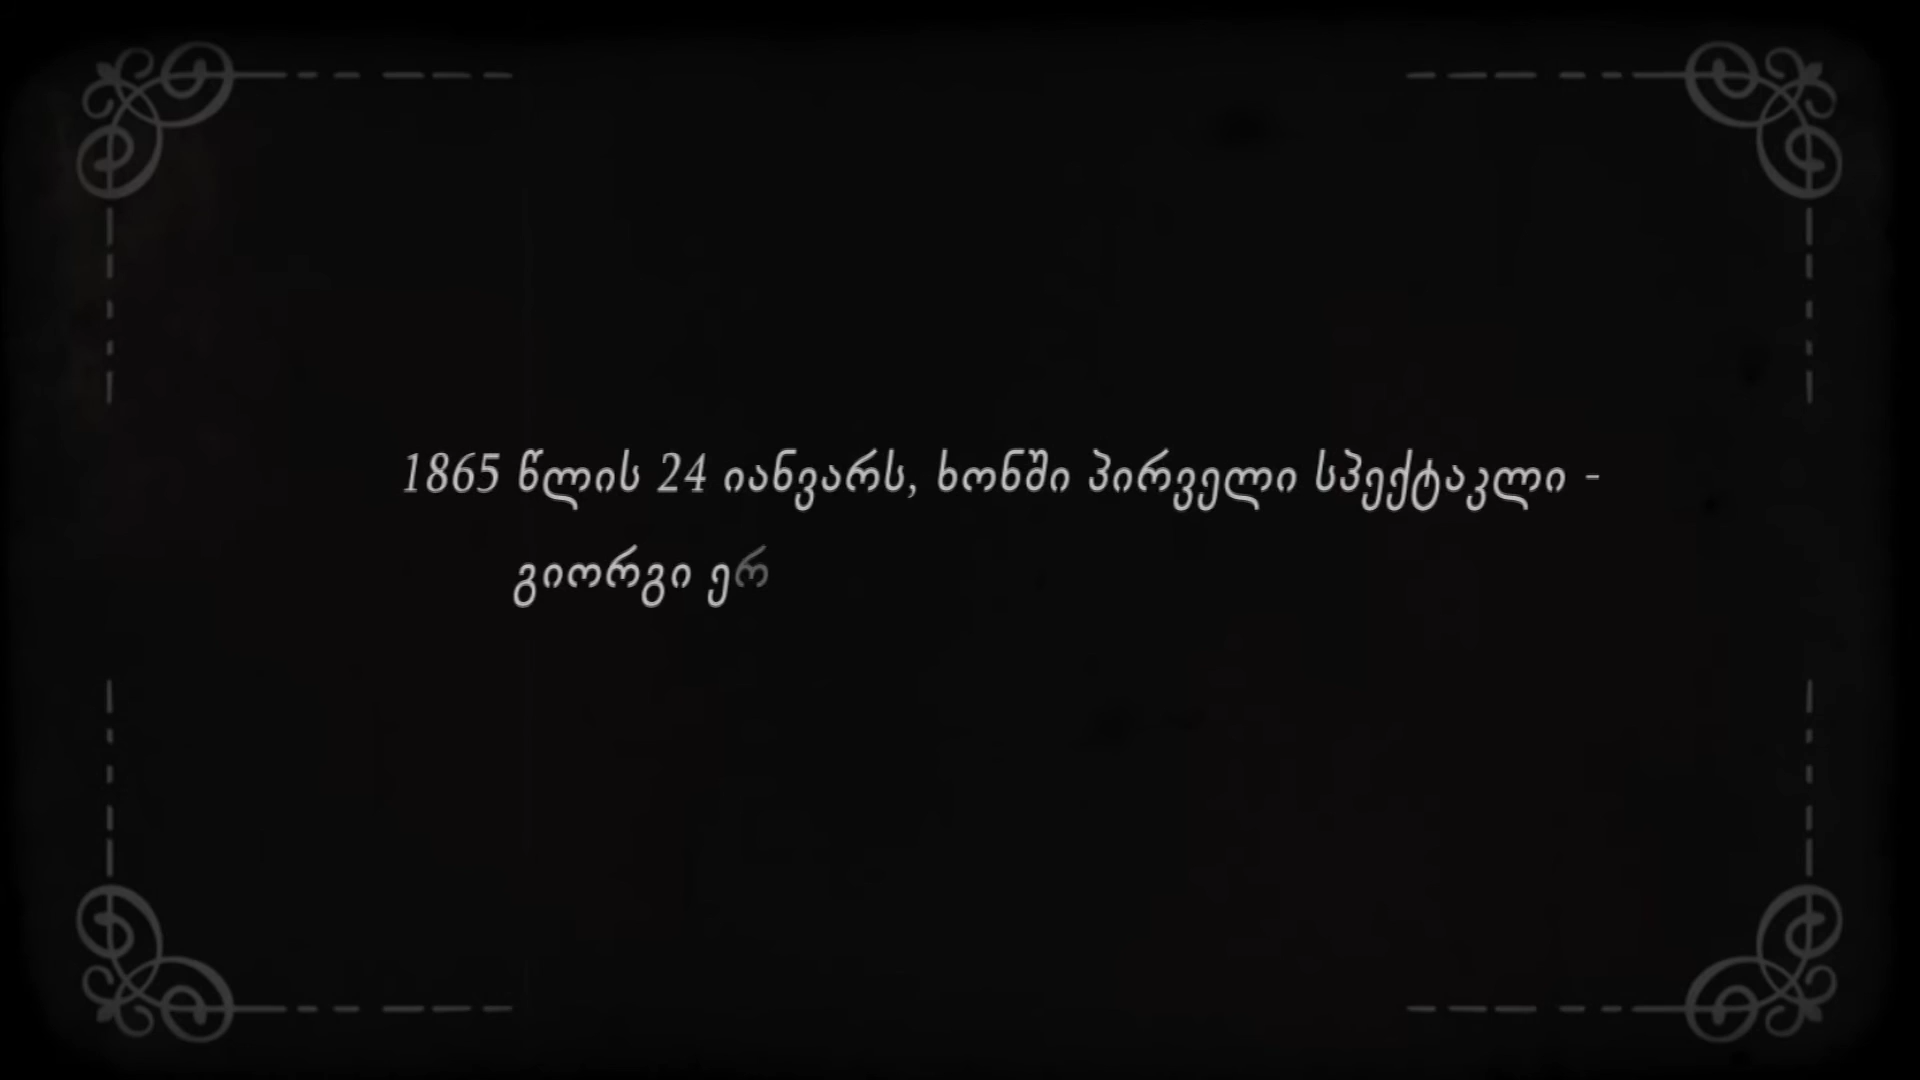 1865 წლის 24 იანვარს, ხონში პირველი სპექტაკლი -
გიორგი ერ